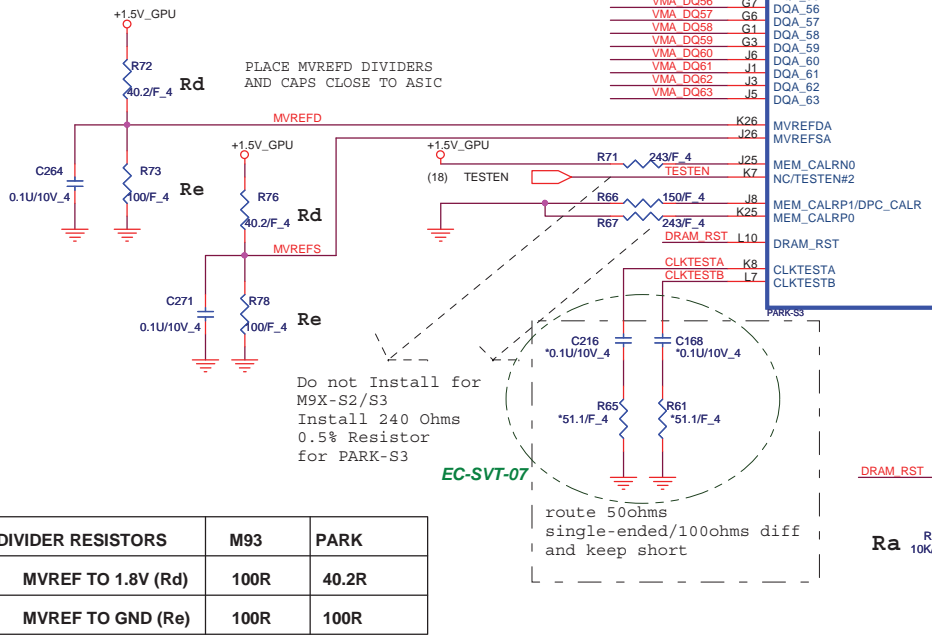 +1.5V_GPU
R72
40.2/F_4
Rd
PLACE MVREFD DIVIDERS
AND CAPS CLOSE TO ASIC
MVREFD
C264
0.1U/10V_4
R73
100/F_4
Re
+1.5V_GPU
R76
40.2/F_4
Rd
MVREFS
C271
0.1U/10V_4
R78
100/F_4
Re
VMA_DQ56 G7 DQA_56
VMA_DQ57 G6 DQA_57
VMA_DQ58 G1 DQA_58
VMA_DQ59 G3 DQA_59
VMA_DQ60 J6 DQA_60
VMA_DQ61 J1 DQA_61
VMA_DQ62 J3 DQA_62
VMA_DQ63 J5 DQA_63
K26 MVREFDA
J26 MVREFSA
+1.5V_GPU
R71 243/F_4 J25 MEM_CALRN0
(18) TESTEN TESTEN K7 NC/TESTEN#2
R66 150/F_4 J8 MEM_CALRP1/DPC_CALR
R67 243/F_4 K25 MEM_CALRP0
DRAM_RST L10 DRAM_RST
CLKTESTA K8 CLKTESTA
CLKTESTB L7 CLKTESTB
PARK-S3
C216
*0.1U/10V_4
C168
*0.1U/10V_4
R65
*51.1/F_4
R61
*51.1/F_4
Do not Install for
M9X-S2/S3
Install 240 Ohms
0.5% Resistor
for PARK-S3
EC-SVT-07
route 50ohms
single-ended/100ohms diff
and keep short
DRAM_RST
Ra
R
10K/
DIVIDER RESISTORS M93 PARK
MVREF TO 1.8V (Rd) 100R 40.2R
MVREF TO GND (Re) 100R 100R